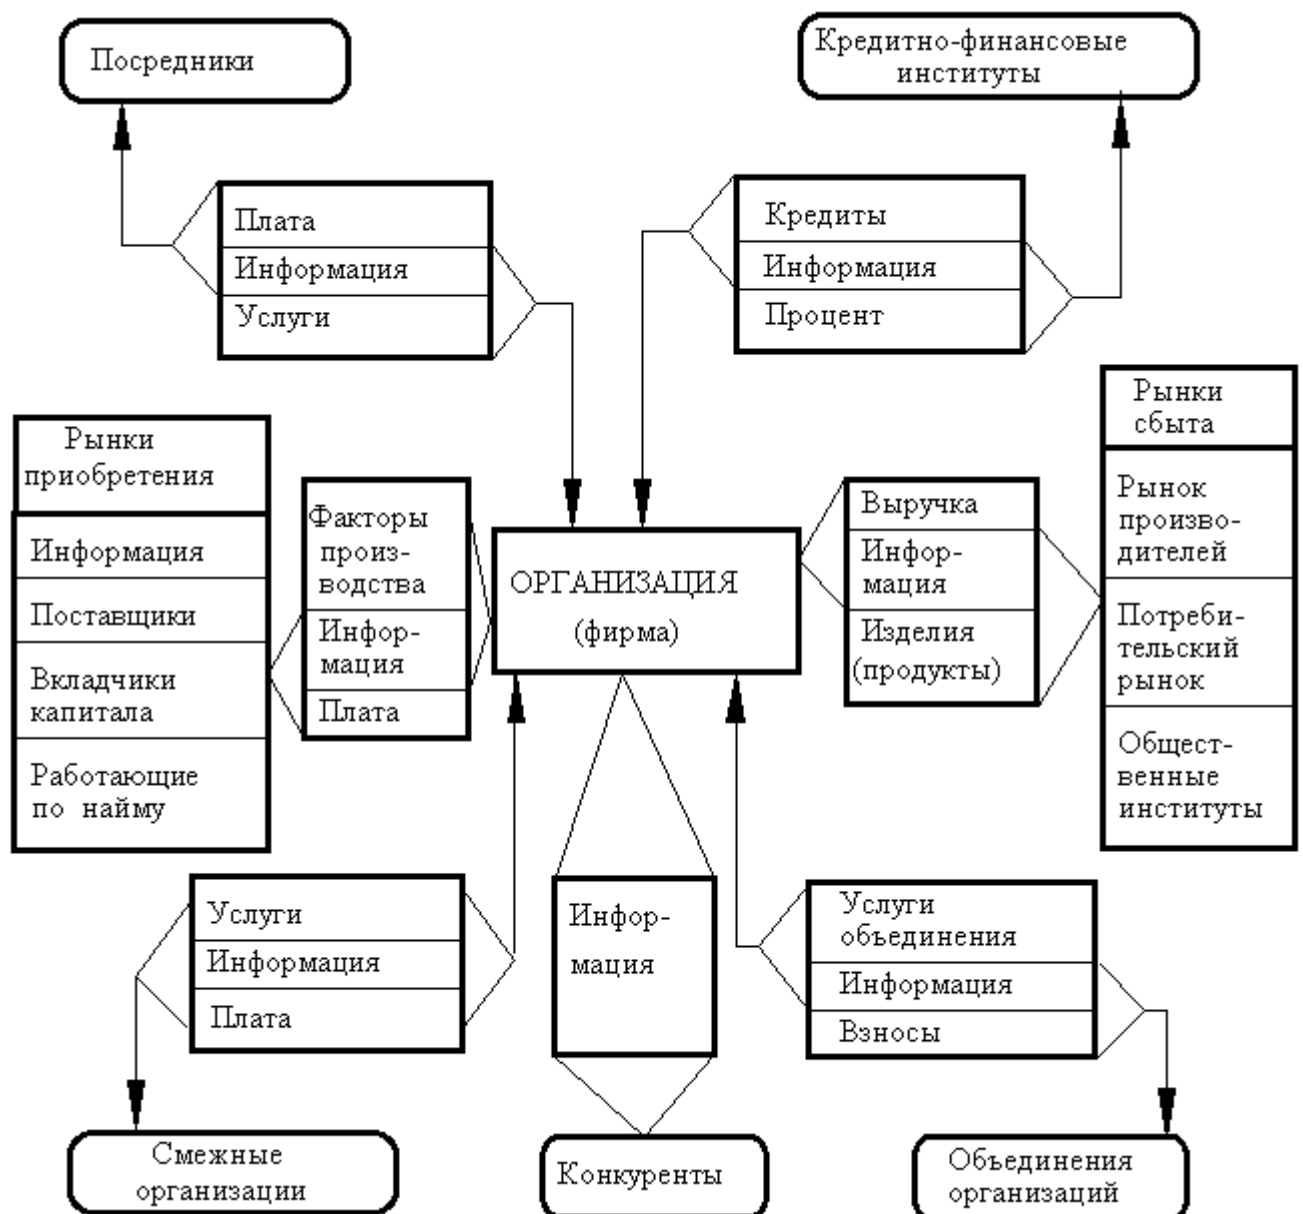 Посредники
Кредитно-финансовые
институты
Плата
Информация
Услуги
Кредиты
Информация
Процент
Рынки
приобретения
Информация
Поставщики
Вкладчики
капитала
Работающие
по найму
Факторы
произ-
водства
Инфор-
мация
Плата
ОРГАНИЗАЦИЯ
(фирма)
Выручка
Инфор-
мация
Изделия
(продукты)
Рынки
сбыта
Рынок
произво-
дителей
Потреби-
тельский
рынок
Общест-
венные
институты
Услуги
Информация
Плата
Инфор-
мация
Услуги
объединения
Информация
Взносы
Смежные
организации
Конкуренты
Объединения
организаций